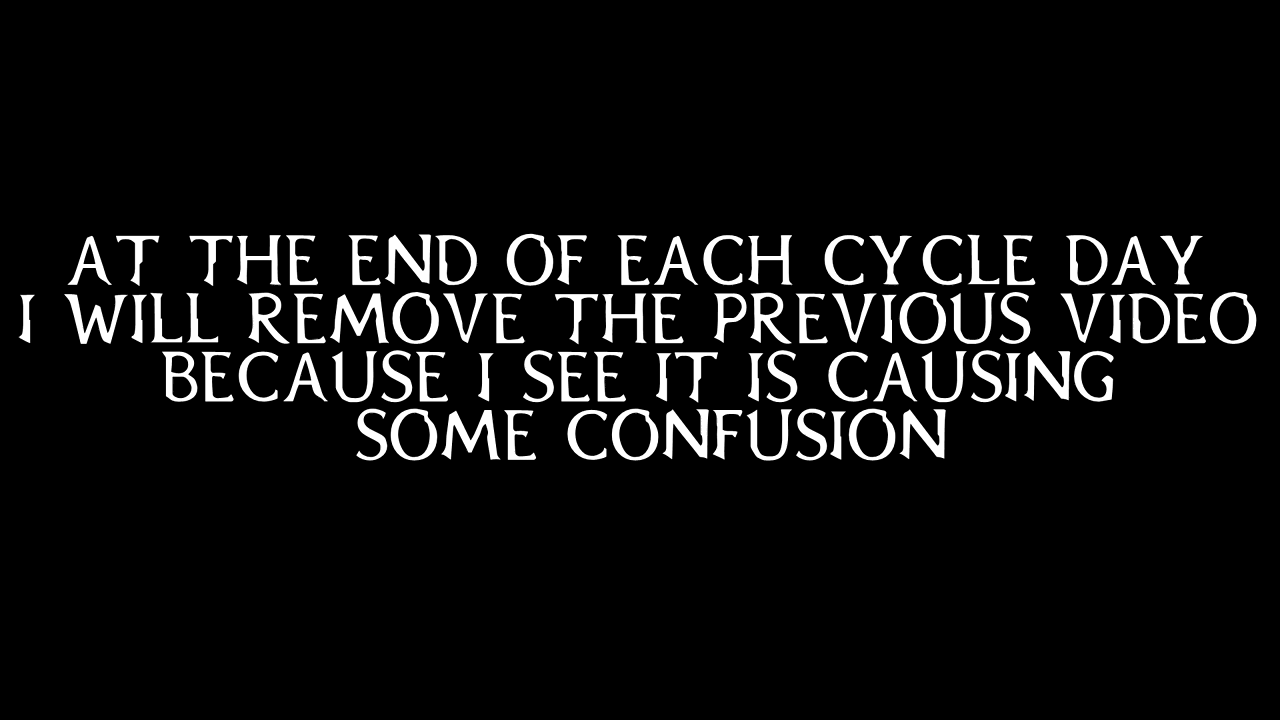 AT THE END OF EACH CYCLE DAY
I WILL REMOVE THE PREVIOUS VIDEO
BECAUSE I SEE IT IS CAUSING
SOME CONFUSION